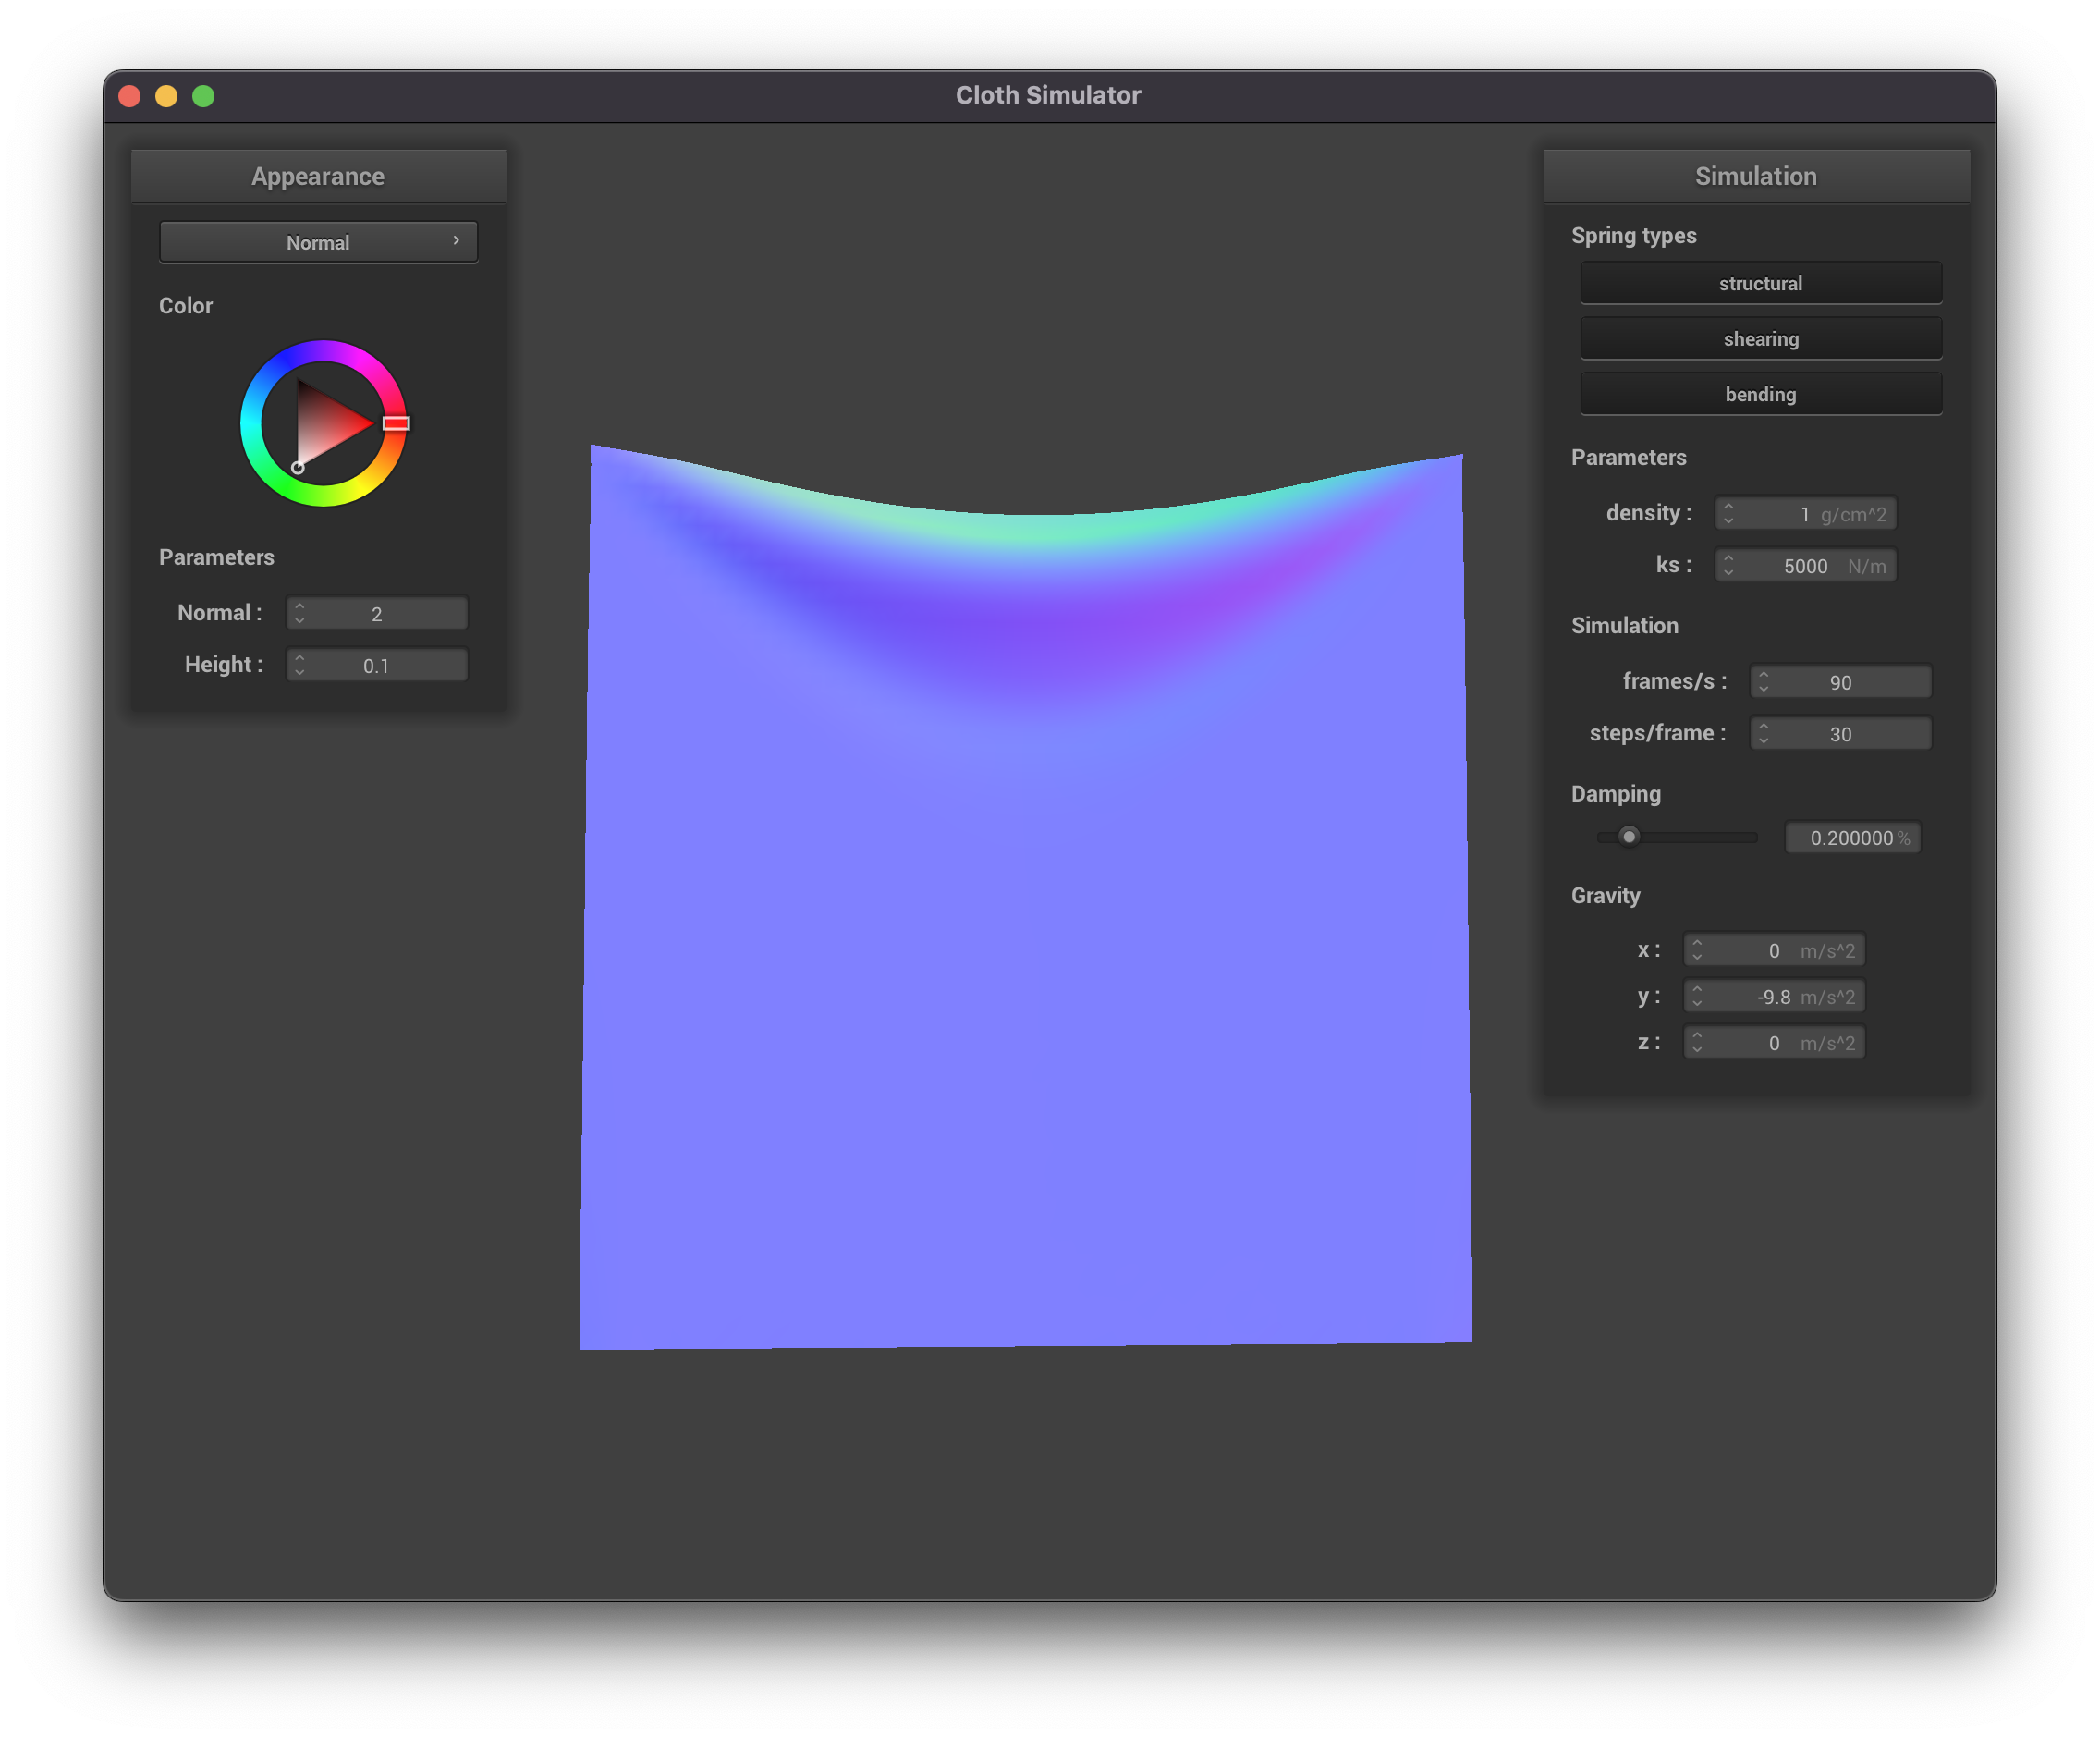 Cloth Simulator
Appearance
Normal
Color
Parameters
Normal : 2
Height : 0.1
Simulation
Spring types
structural
shearing
bending
Parameters
density : 1 g/cm^2
ks : 5000 N/m
Simulation
frames/s : 90
steps/frame : 30
Damping
0.200000 %
Gravity
x : 0 m/s^2
y : -9.8 m/s^2
z : 0 m/s^2